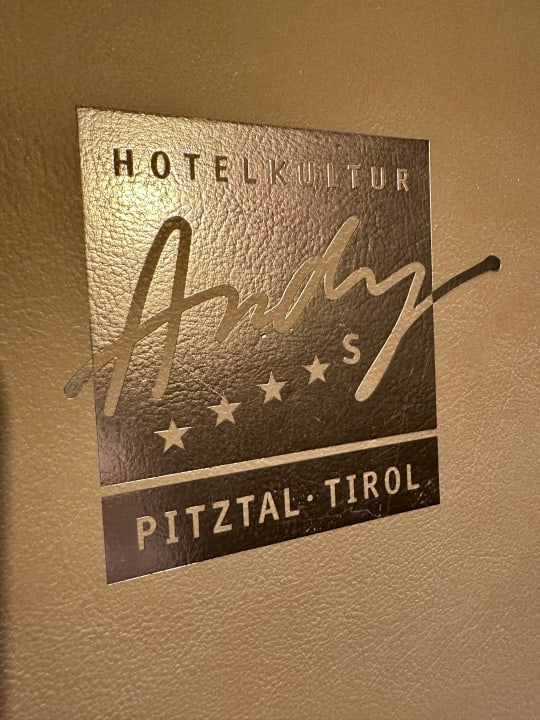 HOTELKULTUR
Andy
★★★★S
PITZTAL · TIROL